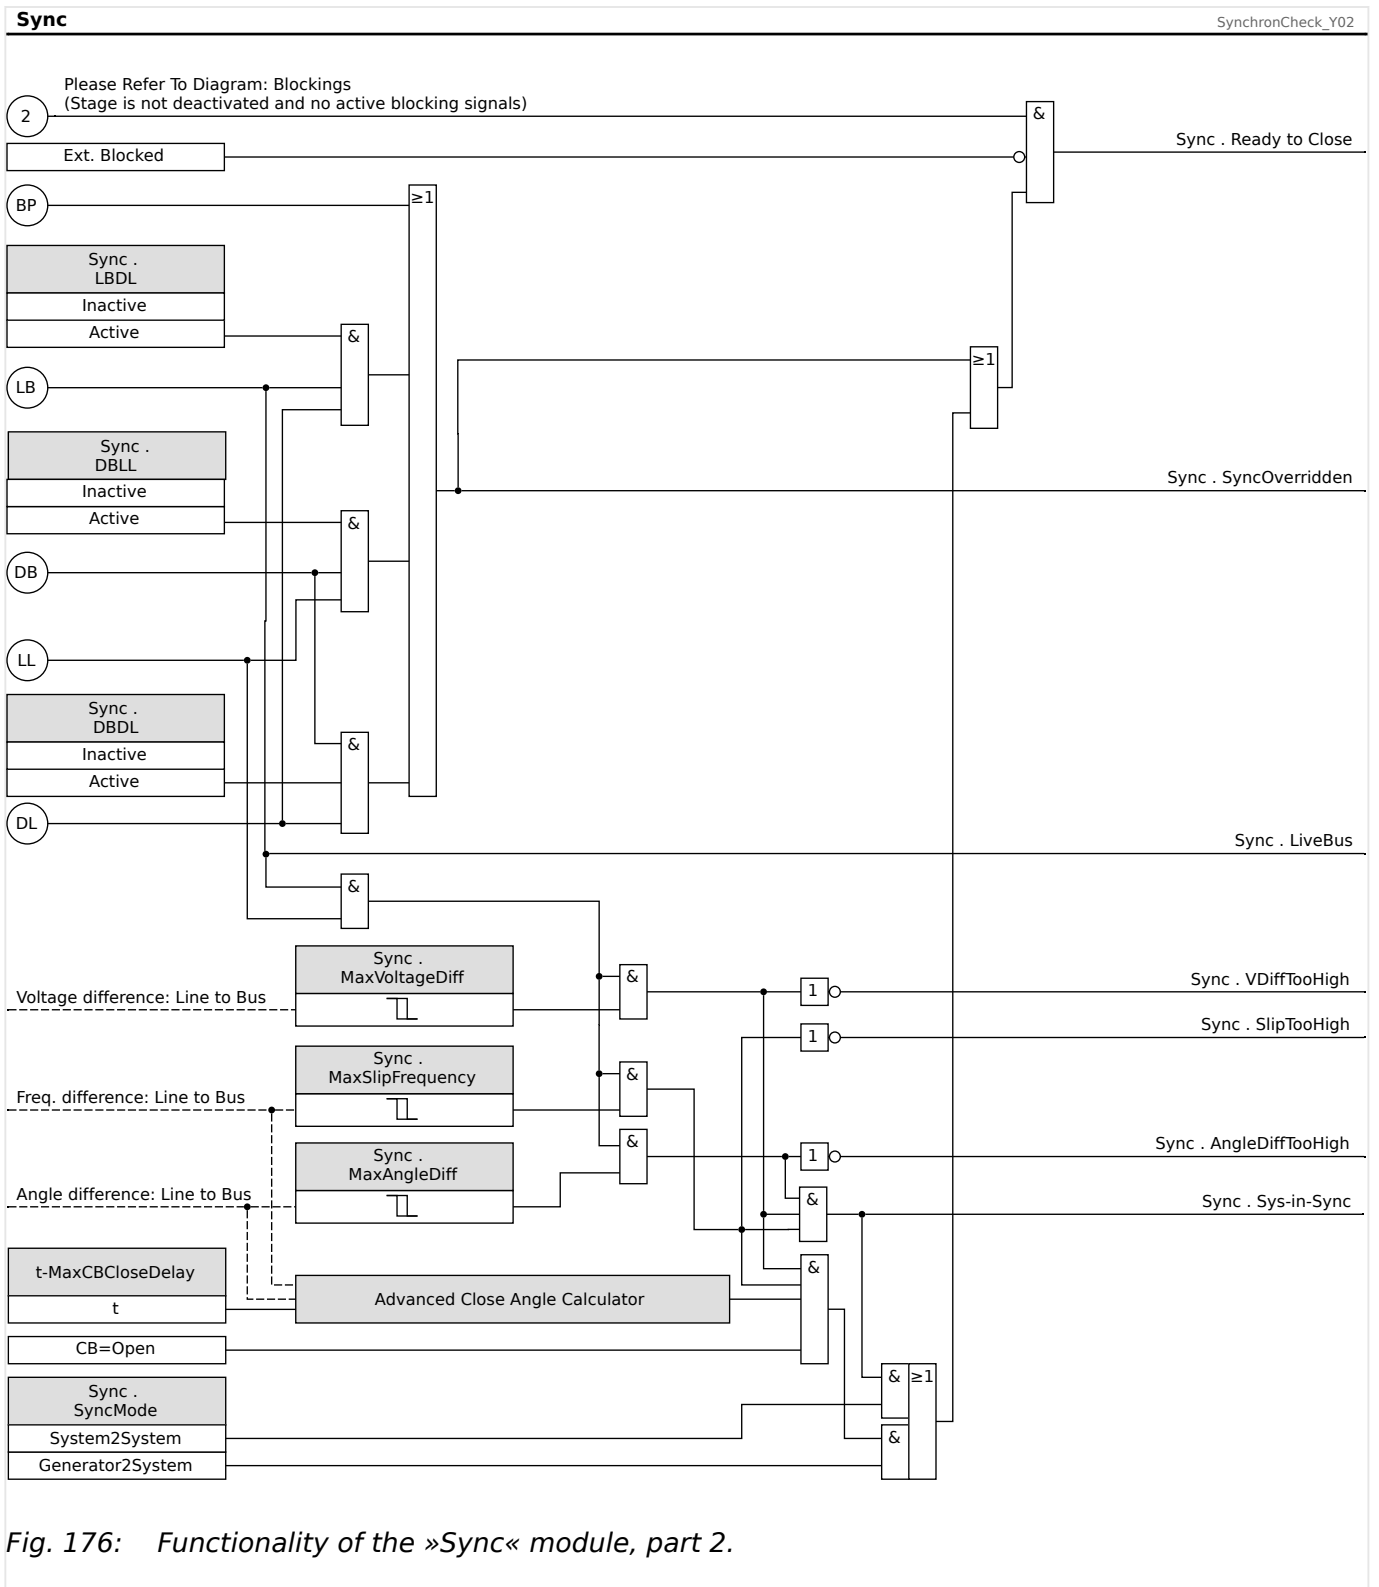 Sync
SynchronCheck_Y02
Please Refer To Diagram: Blockings
(Stage is not deactivated and no active blocking signals)
2
&
Sync . Ready to Close
Ext. Blocked
BP
≥1
Sync .
LBDL
Inactive
Active
&
≥1
LB
Sync .
DBLL
Inactive
Active
Sync . SyncOverridden
&
DB
LL
Sync .
DBDL
Inactive
Active
&
DL
Sync . LiveBus
&
Sync .
MaxVoltageDiff
Voltage difference: Line to Bus
&
1
Sync . VDiffTooHigh
1
Sync . SlipTooHigh
Sync .
MaxSlipFrequency
Freq. difference: Line to Bus
&
Sync .
MaxAngleDiff
Angle difference: Line to Bus
&
1
Sync . AngleDiffTooHigh
&
Sync . Sys-in-Sync
t-MaxCBCloseDelay
t
Advanced Close Angle Calculator
&
CB=Open
Sync .
SyncMode
System2System
Generator2System
&
≥1
&
Fig. 176: Functionality of the »Sync« module, part 2.